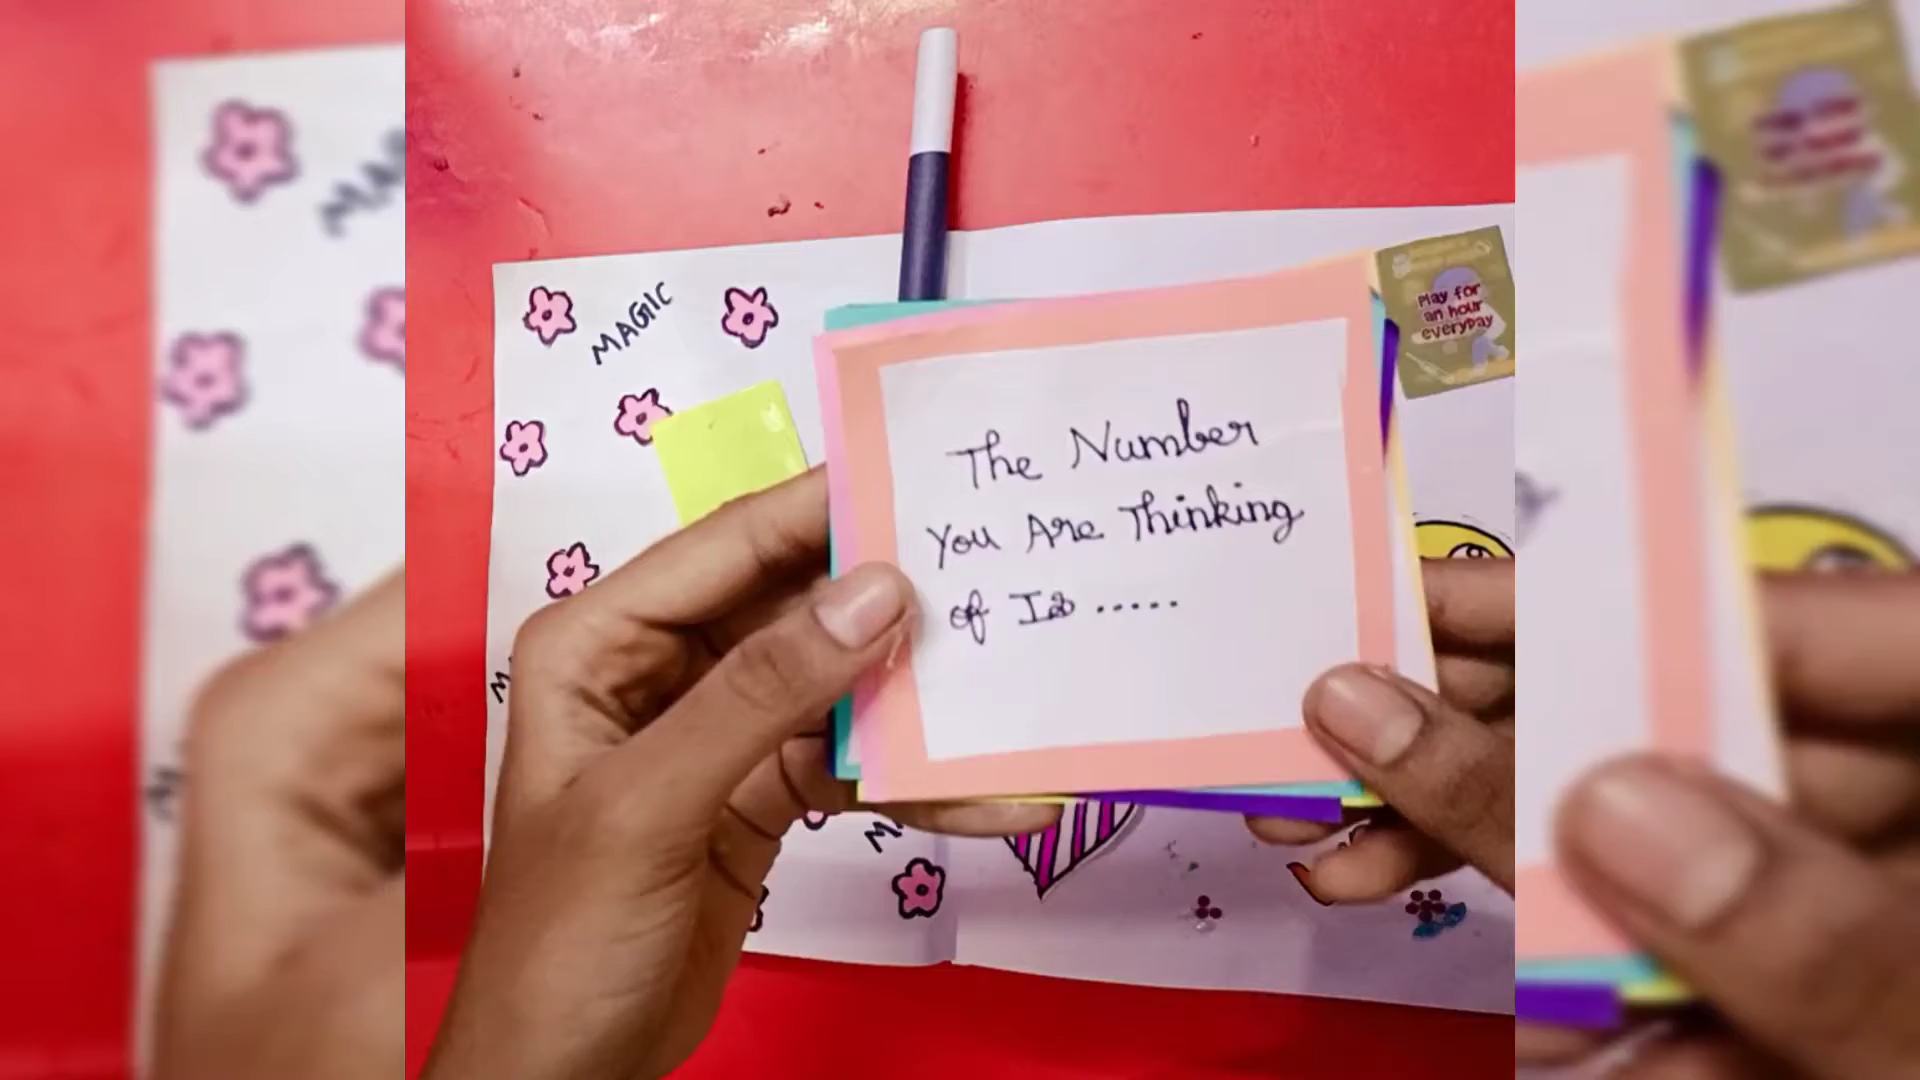 MAGIC
Play for
an hour
everyday
The Number
You Are Thinking
of Is .....